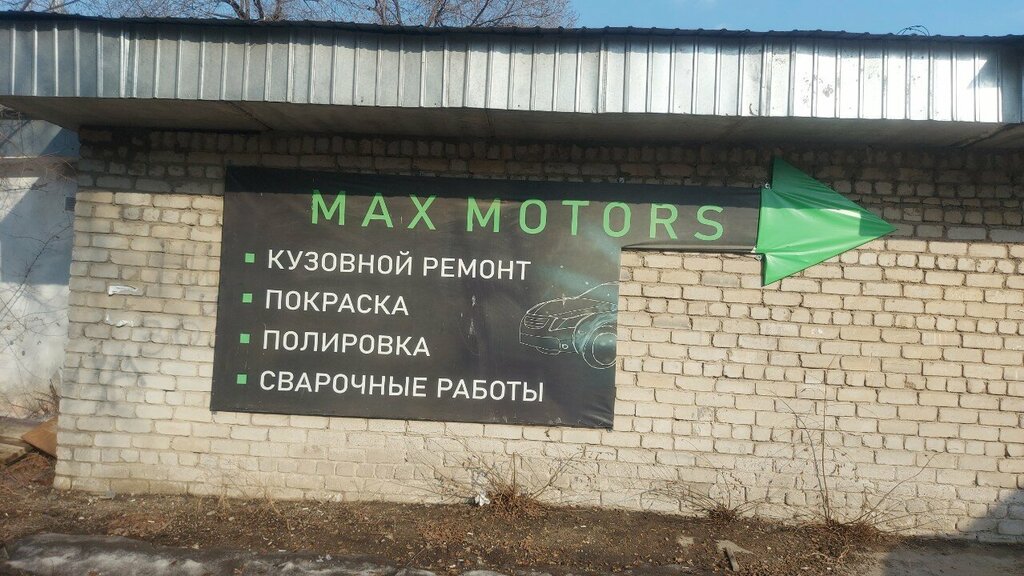 MAX MOTORS
КУЗОВНОЙ РЕМОНТ
ПОКРАСКА
ПОЛИРОВКА
СВАРОЧНЫЕ РАБОТЫ